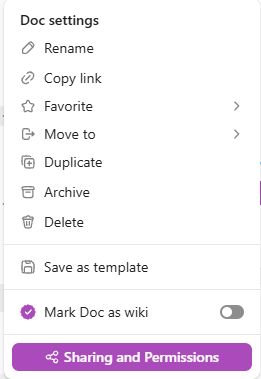 Doc settings
Rename
Copy link
Favorite
Move to
Duplicate
Archive
Delete
Save as template
Mark Doc as wiki
Sharing and Permissions